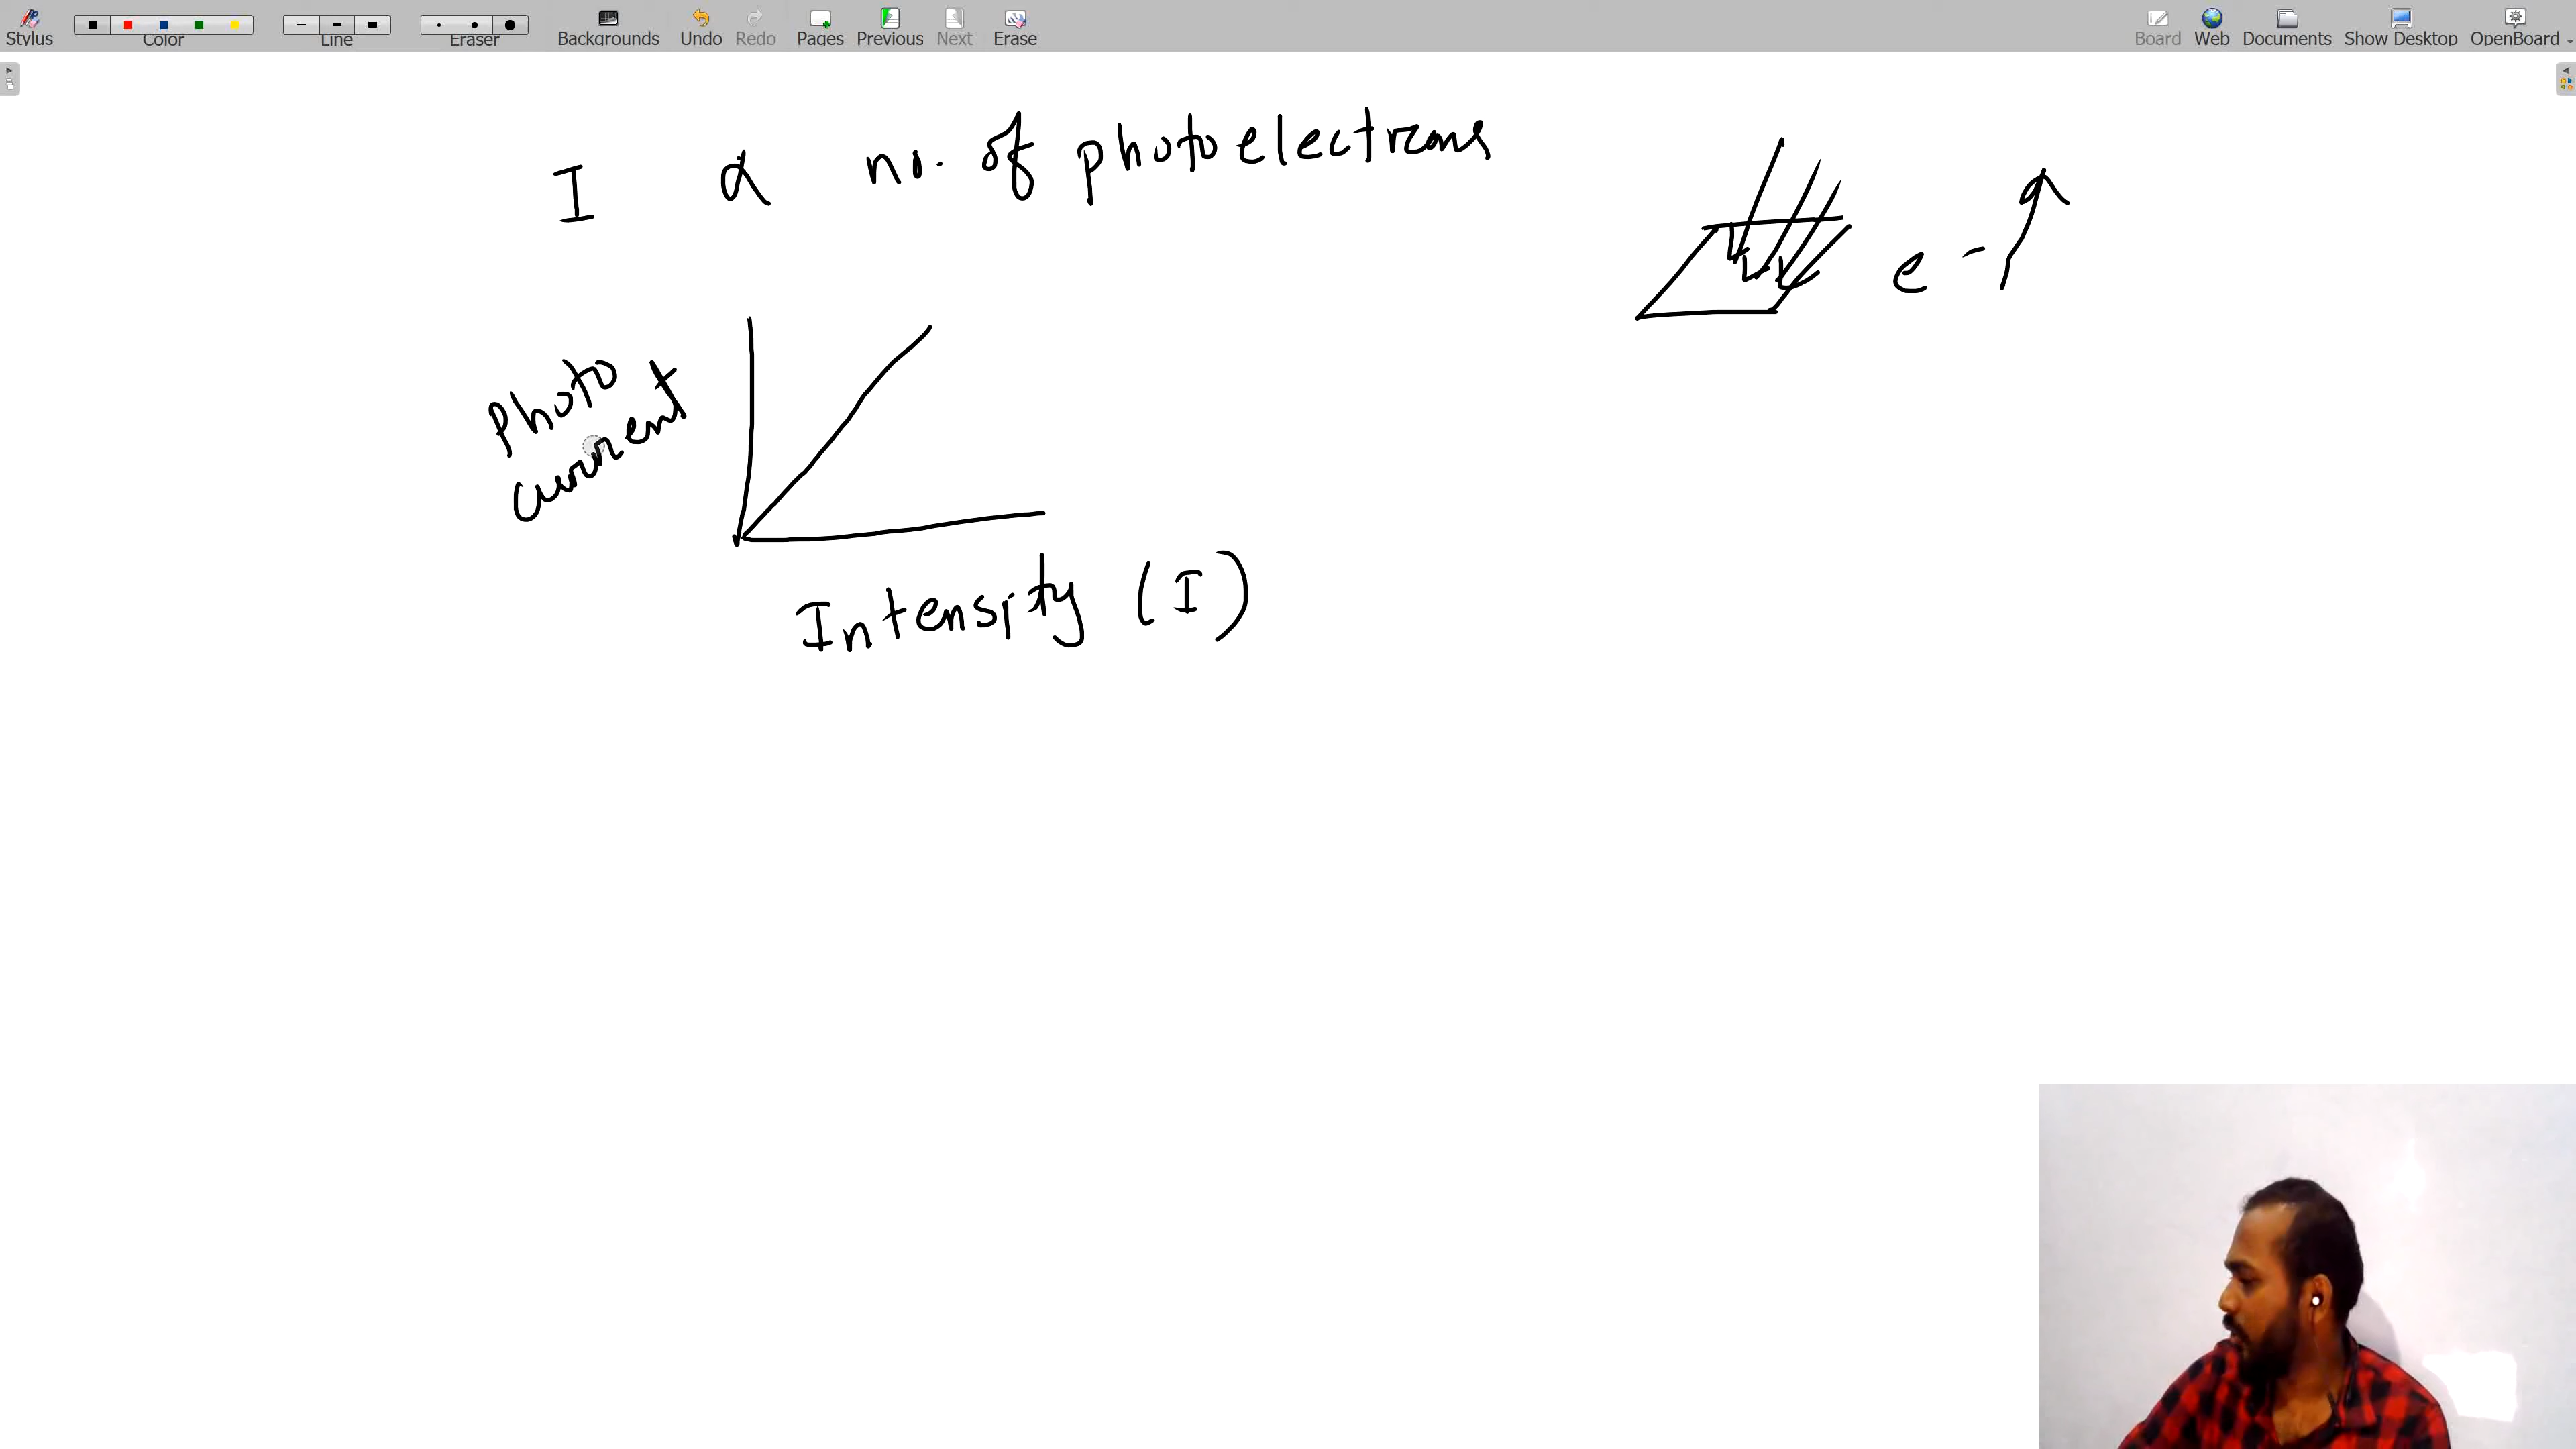 Stylus Color Line Eraser Backgrounds Undo Redo Pages Previous Next Erase Board Web Documents Show Desktop OpenBoard
I α no. of photoelectrons
e -
Photo
current
Intensity (I)